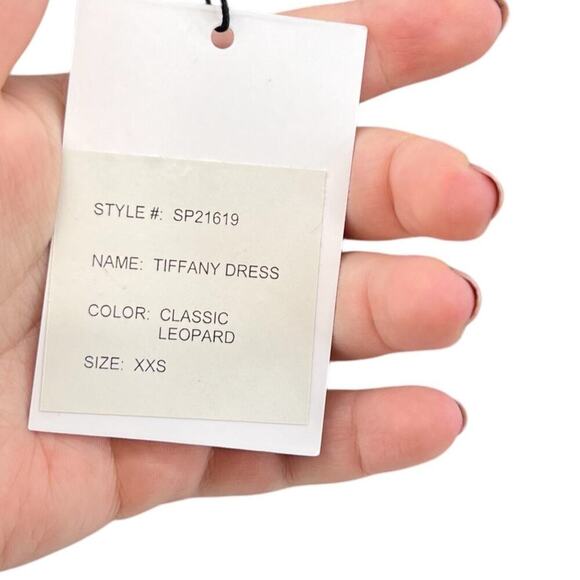 STYLE #: SP21619
NAME: TIFFANY DRESS
COLOR: CLASSIC
LEOPARD
SIZE: XXS